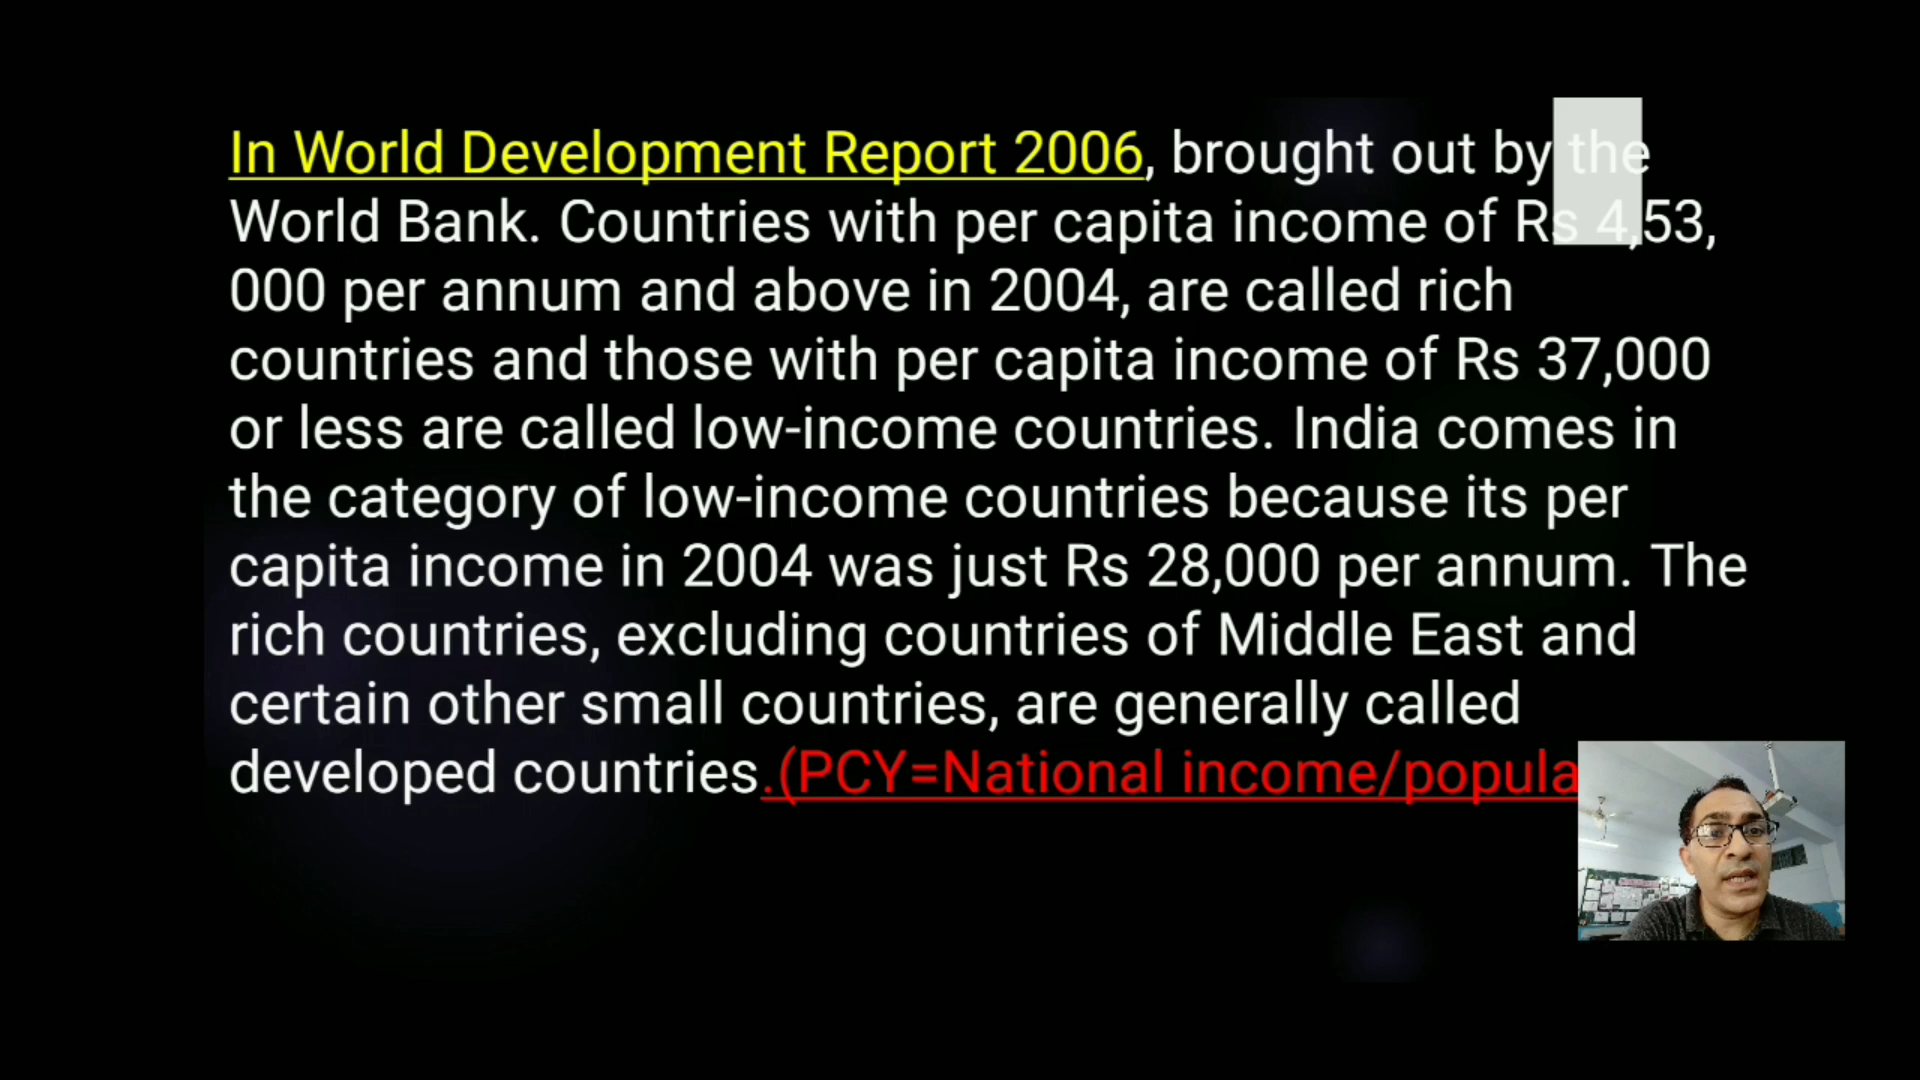 In World Development Report 2006, brought out by the
World Bank. Countries with per capita income of Rs 4,53,
000 per annum and above in 2004, are called rich
countries and those with per capita income of Rs 37,000
or less are called low-income countries. India comes in
the category of low-income countries because its per
capita income in 2004 was just Rs 28,000 per annum. The
rich countries, excluding countries of Middle East and
certain other small countries, are generally called
developed countries.(PCY=National income/popula